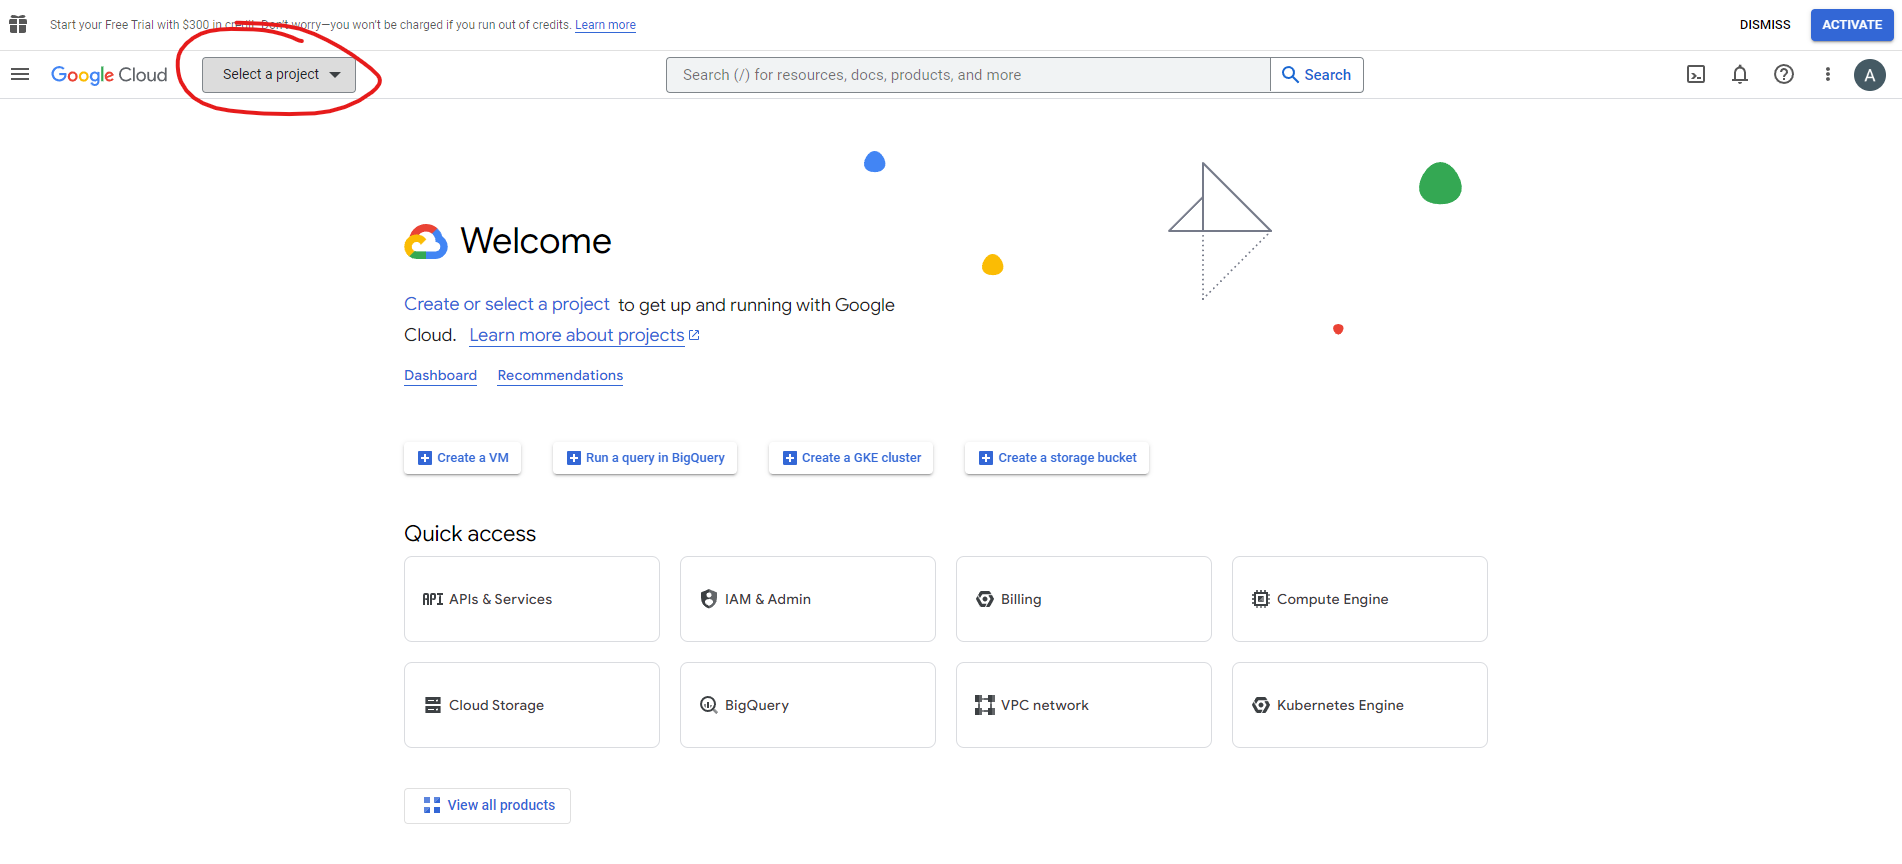 Start your Free Trial with $300 in credit. Don't worry—you won't be charged if you run out of credits. Learn more
DISMISS
ACTIVATE
Google Cloud
Select a project
Search (/) for resources, docs, products, and more
Search
A
Welcome
Create or select a project to get up and running with Google
Cloud. Learn more about projects
Dashboard
Recommendations
Create a VM
Run a query in BigQuery
Create a GKE cluster
Create a storage bucket
Quick access
API APIs & Services
IAM & Admin
Billing
Compute Engine
Cloud Storage
BigQuery
VPC network
Kubernetes Engine
View all products